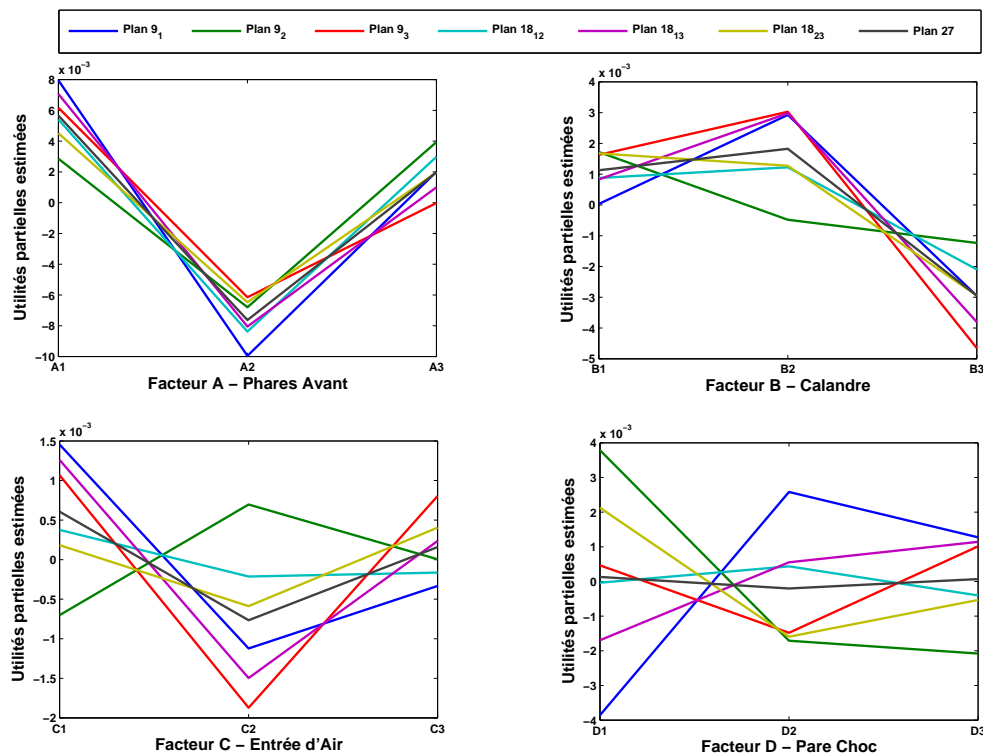 Plan 9₁ Plan 9₂ Plan 9₃ Plan 18₁₂ Plan 18₁₃ Plan 18₂₃ Plan 27
x 10⁻³
8
6
4
2
0
−2
−4
−6
−8
−10
Utilités partielles estimées
A1 A2 A3
Facteur A − Phares Avant
x 10⁻³
4
3
2
1
0
−1
−2
−3
−4
−5
Utilités partielles estimées
B1 B2 B3
Facteur B − Calandre
x 10⁻³
1.5
1
0.5
0
−0.5
−1
−1.5
−2
Utilités partielles estimées
C1 C2 C3
Facteur C − Entrée d'Air
x 10⁻³
4
3
2
1
0
−1
−2
−3
−4
Utilités partielles estimées
D1 D2 D3
Facteur D − Pare Choc